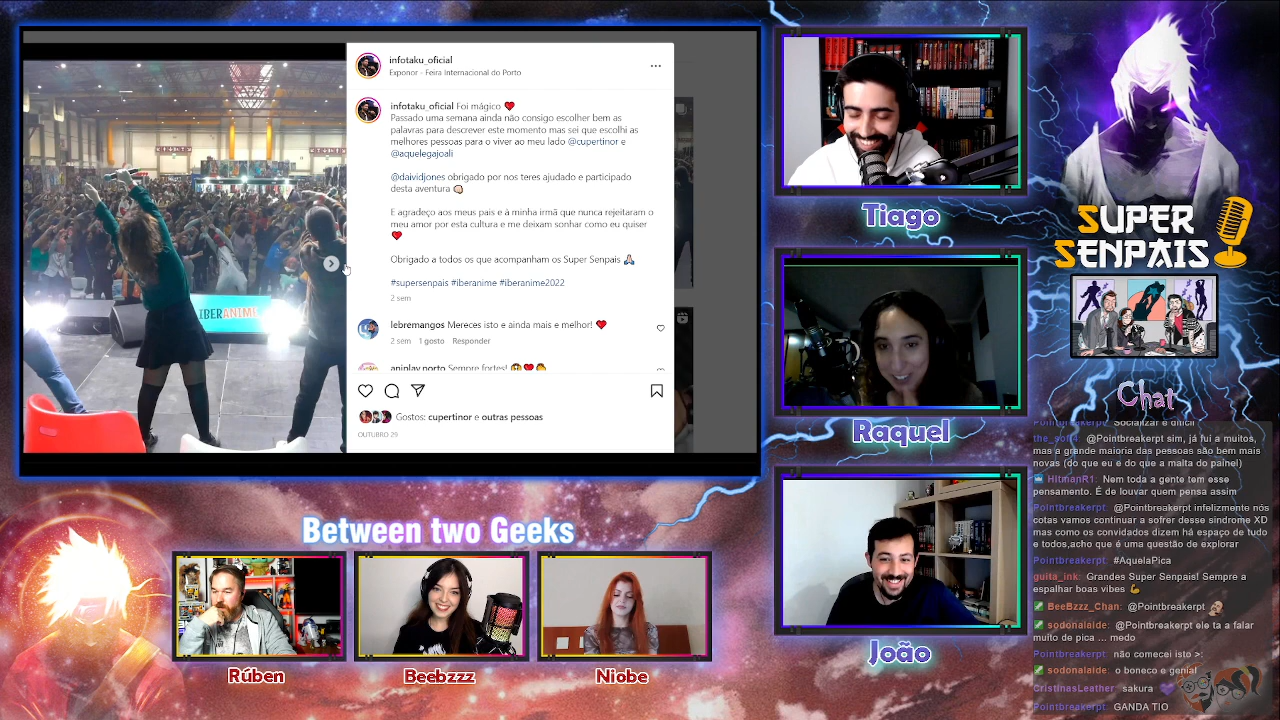 infotaku_oficial
Exponor - Feira Internacional do Porto
infotaku_oficial Foi mágico ❤
Passado uma semana ainda não consigo escolher bem as
palavras para descrever este momento mas sei que escolhi as
melhores pessoas para o viver ao meu lado @cupertinor e
@aquelegajoali
@daividjones obrigado por nos teres ajudado e participado
desta aventura
E agradeço aos meus pais e à minha irmã que nunca rejeitaram o
meu amor por esta cultura e me deixam sonhar como eu quiser
❤
Obrigado a todos os que acompanham os Super Senpais 🙏
#supersenpais #iberanime #iberanime2022
2 sem
lebremangos Mereces isto e ainda mais e melhor! ❤
2 sem 1 gosto Responder
aniplay.porto Sempre fortes!
Gostos: cupertinor e outras pessoas
OUTUBRO 29
IBERANIME
Tiago
Raquel
João
SUPER
SENPAIS
Between two Geeks
Rúben
Beebzzz
Niobe
Chat
Pointbreakerpt: Socializar é difícil
@Pointbreakerpt sim, já fui a muitos,
mas a grande maioria das pessoas são bem mais
novas (do que eu e do que a malta do painel)
HitmanR1: Nem toda a gente tem esse
pensamento. É de louvar quem pensa assim
Pointbreakerpt: @Pointbreakerpt infelizmente nós
cotas vamos continuar a sofrer desse sindrome XD
mas como os convidados dizem há espaço de tudo
e todos,acho que é uma questão de explorar
Pointbreakerpt: #AquelaPica
guita_ink: Grandes Super Senpais! Sempre a
espalhar boas vibes 💪
BeeBzzz_Chan: @Pointbreakerpt
sodonalaide: @Pointbreakerpt ele ta a falar
muito de pica ... medo
Pointbreakerpt: não comecei isto >:
sodonalaide: o boneco e genial
CristinasLeather: sakura 💜
Pointbreakerpt: GANDA TIO